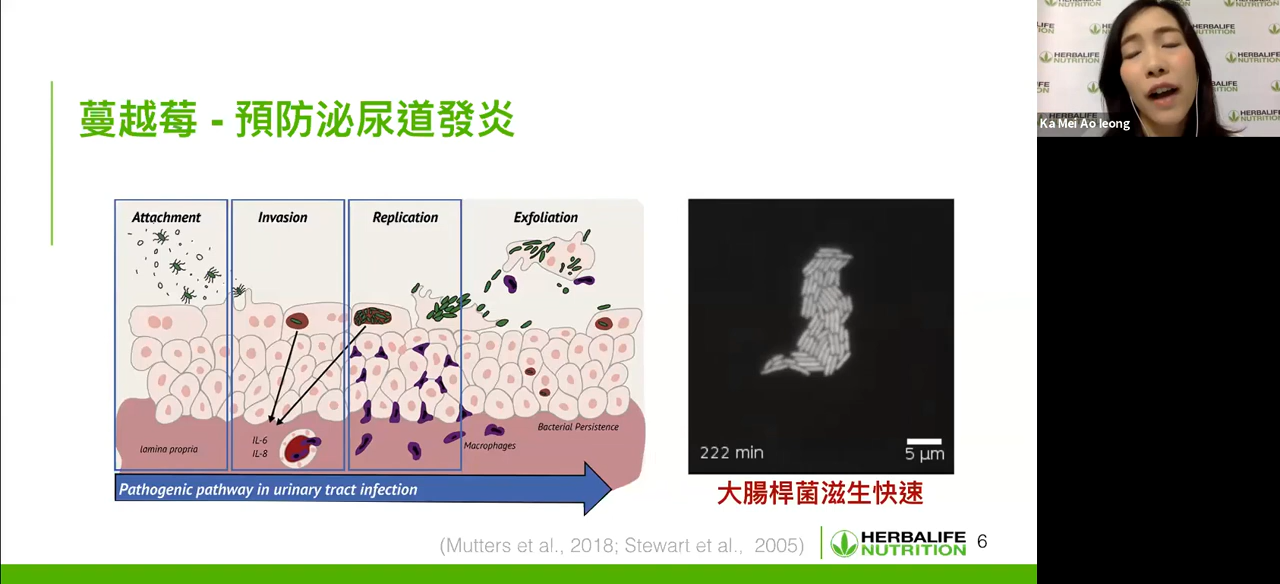 蔓越莓 - 預防泌尿道發炎
Attachment
Invasion
Replication
Exfoliation
lamina propria
IL-6
IL-8
Macrophages
Bacterial Persistence
Pathogenic pathway in urinary tract infection
222 min
5 μm
大腸桿菌滋生快速
(Mutters et al., 2018; Stewart et al., 2005)
HERBALIFE
NUTRITION
6
HERBALIFE
NUTRITION
Ka Mei Ao Ieong